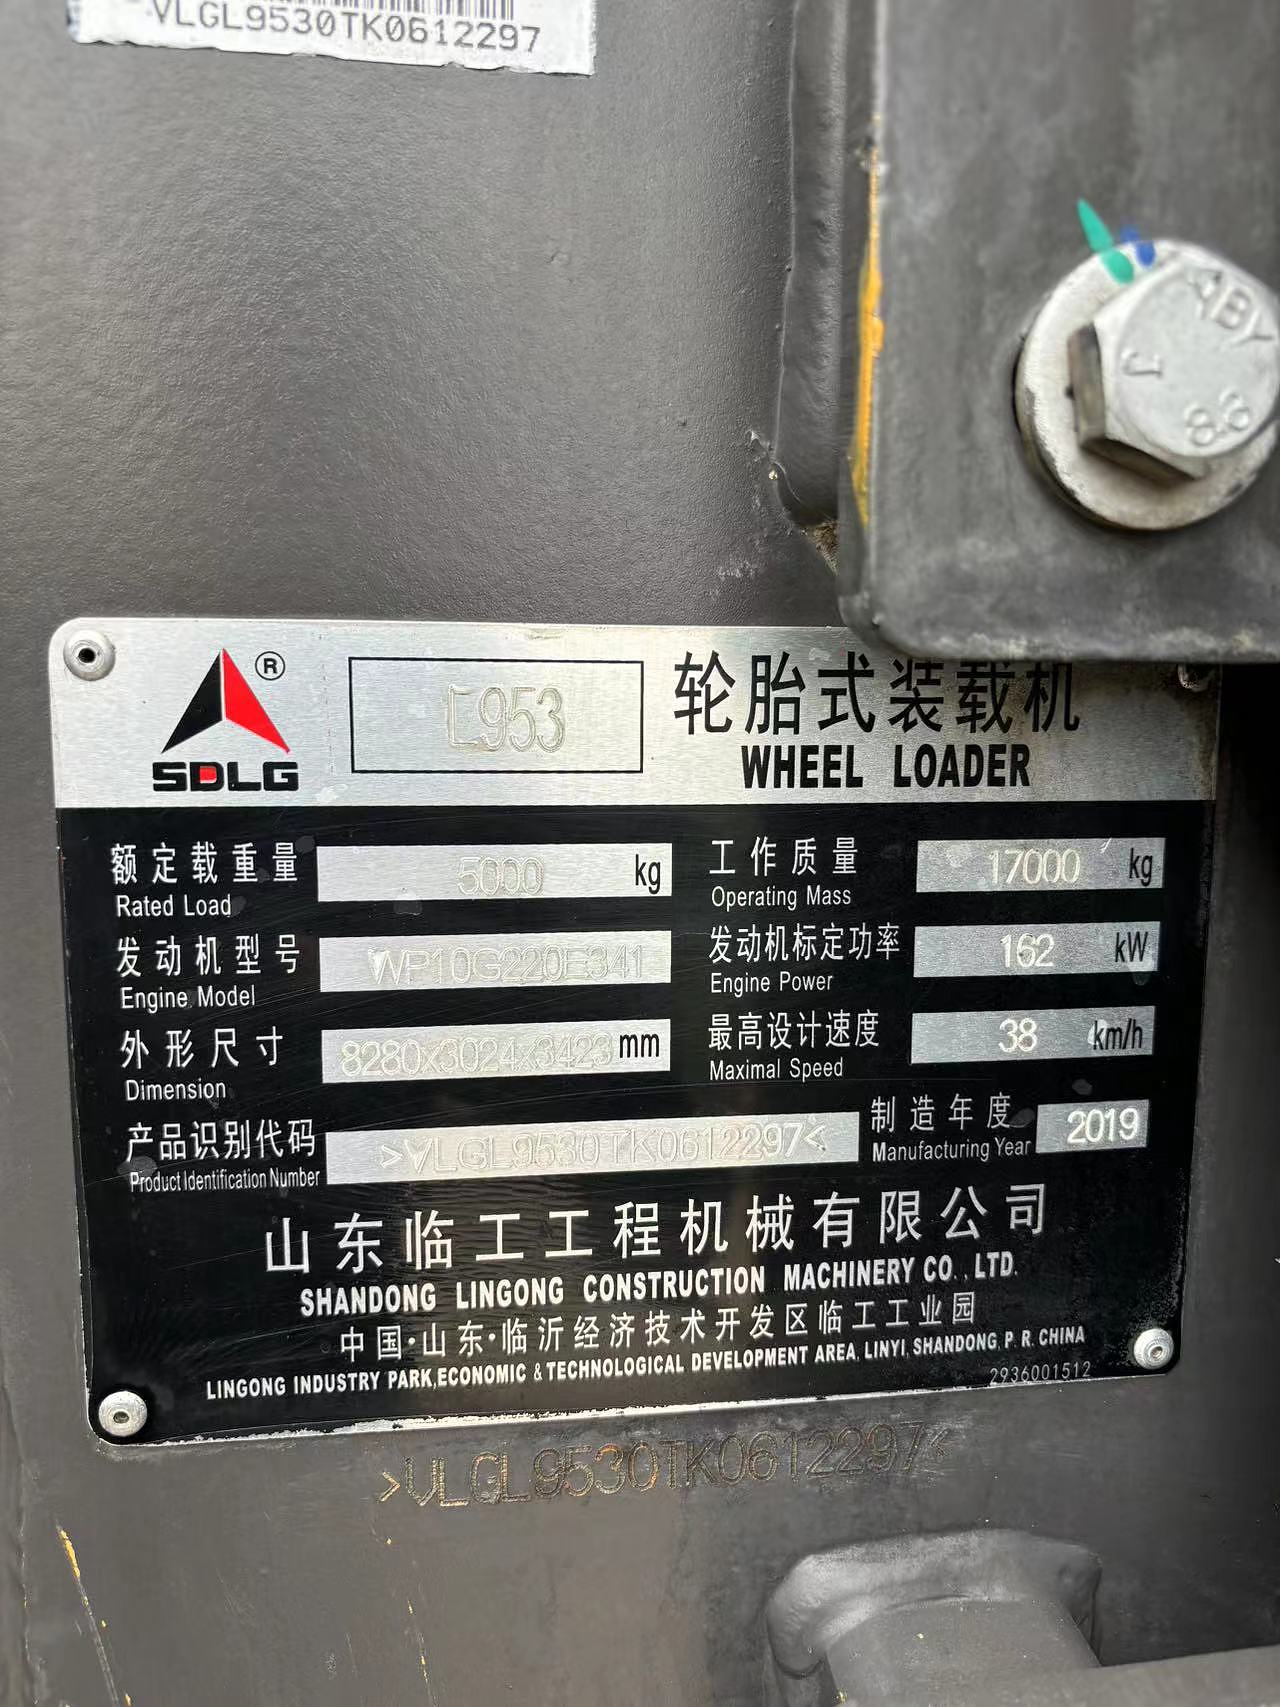 VLGL9530TK0612297
ABY
J
8.8
®
SDLG
L953
轮胎式装载机
WHEEL LOADER
额定载重量 5000 kg
Rated Load
工作质量 17000 kg
Operating Mass
发动机型号 WP10G220E341
Engine Model
发动机标定功率 162 kW
Engine Power
外形尺寸 8280x3024x3423 mm
Dimension
最高设计速度 38 km/h
Maximal Speed
产品识别代码 >VLGL9530TK0612297<
Product Identification Number
制造年度 2019
Manufacturing Year
山东临工工程机械有限公司
SHANDONG LINGONG CONSTRUCTION MACHINERY CO., LTD.
中国·山东·临沂经济技术开发区临工工业园
LINGONG INDUSTRY PARK,ECONOMIC & TECHNOLOGICAL DEVELOPMENT AREA, LINYI, SHANDONG, P. R. CHINA
2936001512
>VLGL9530TK0612297<